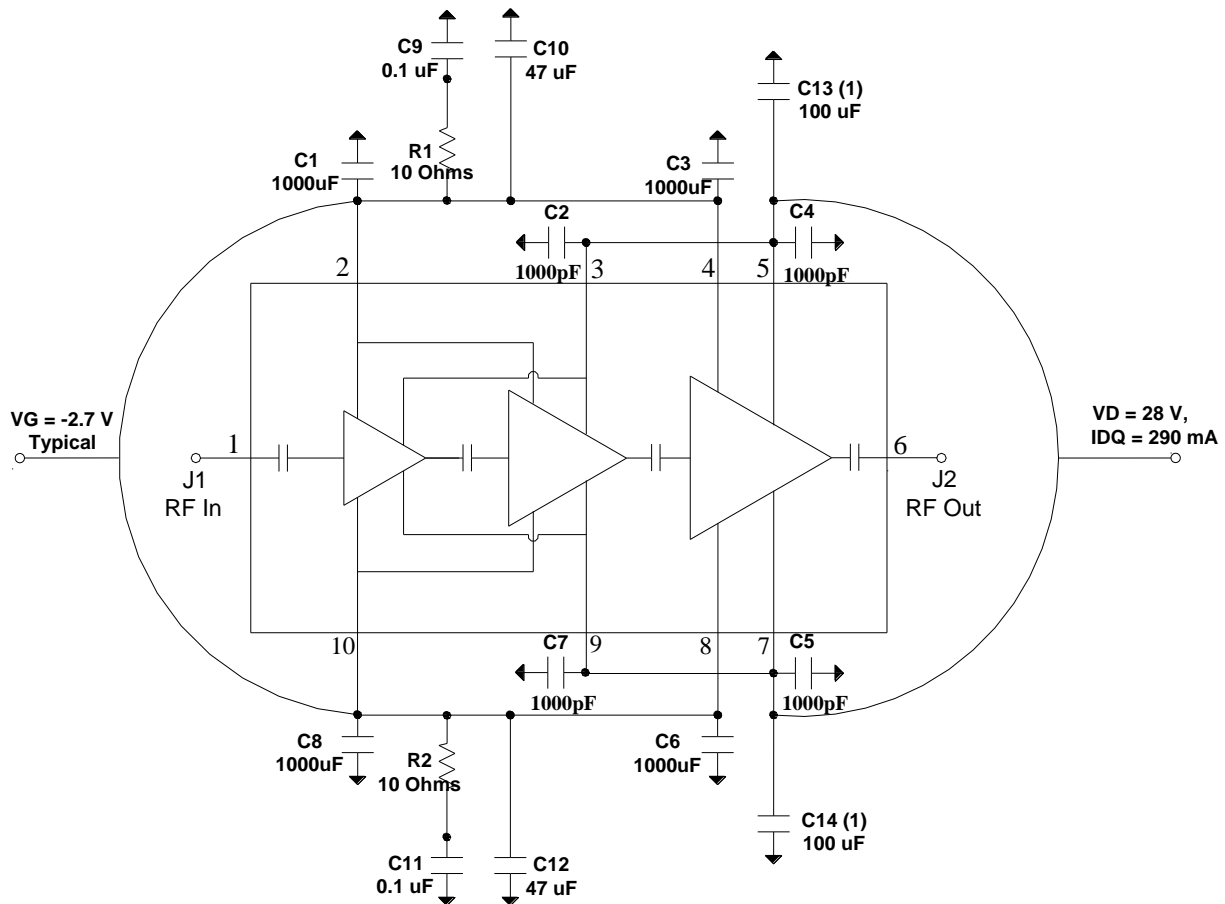 C9
0.1 uF
C10
47 uF
C13 (1)
100 uF
C1
1000uF
R1
10 Ohms
C3
1000uF
C2
1000pF
C4
1000pF
2
3
4
5
VG = -2.7 V
Typical
1
J1
RF In
6
J2
RF Out
VD = 28 V,
IDQ = 290 mA
10
9
8
7
C7
1000pF
C5
1000pF
C8
1000uF
R2
10 Ohms
C6
1000uF
C11
0.1 uF
C12
47 uF
C14 (1)
100 uF